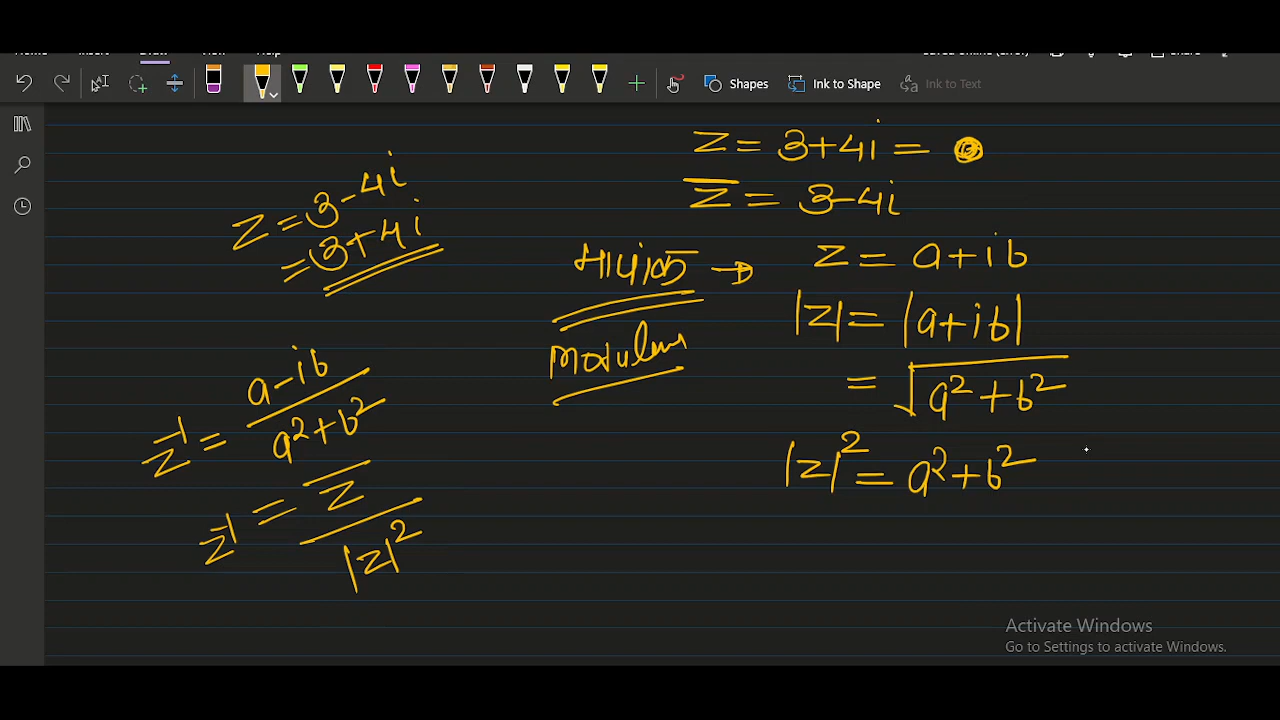 Shapes
Ink to Shape
Ink to Text
z = 3+4i =
z̅ = 3-4i
z = 3-4i
= 3+4i
मापांक → z = a+ib
Modulus
|z| = |a+ib|
= √(a²+b²)
|z|² = a²+b²
z⁻¹ = (a-ib)/(a²+b²)
z⁻¹ = z̅/|z|²
Activate Windows
Go to Settings to activate Windows.